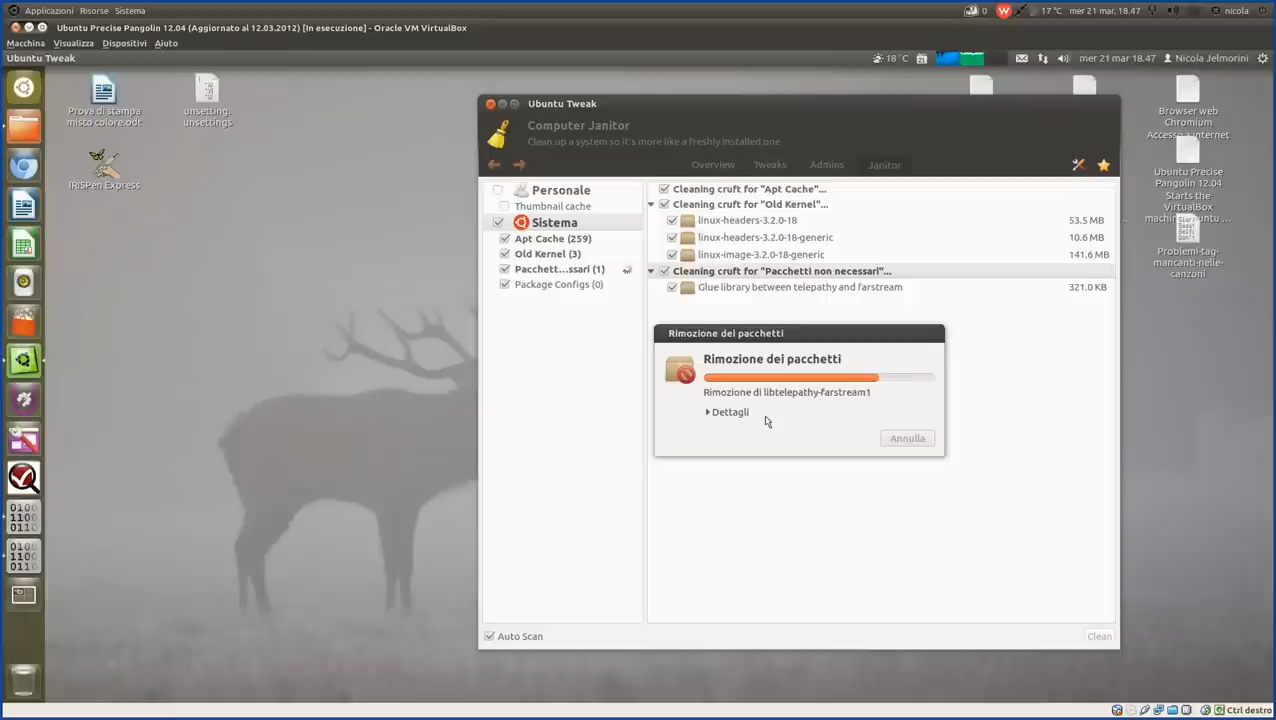 Applicazioni Risorse Sistema
0 17 °C mer 21 mar, 18.47 nicola
Ubuntu Precise Pangolin 12.04 (Aggiornato al 12.03.2012) [In esecuzione] - Oracle VM VirtualBox
Macchina Visualizza Dispositivi Aiuto
Ubuntu Tweak
18 °C mer 21 mar 18.47 Nicola Jelmorini
Prova di stampa
misto colore.odt
unsetting;
unsettings
IRISPen Express
Browser web
Chromium
Accesso a Internet
Ubuntu Precise
Pangolin 12.04
Starts the
VirtualBox
Problemi-tag-
mancanti-nelle-
canzoni
Ubuntu Tweak
Computer Janitor
Clean up a system so it's more like a freshly installed one
Overview Tweaks Admins Janitor
Personale
Thumbnail cache
Sistema
Apt Cache (259)
Old Kernel (3)
Pacchett...ssari (1)
Package Configs (0)
Cleaning cruft for "Apt Cache"...
Cleaning cruft for "Old Kernel"...
linux-headers-3.2.0-18 53.5 MB
linux-headers-3.2.0-18-generic 10.6 MB
linux-image-3.2.0-18-generic 141.6 MB
Cleaning cruft for "Pacchetti non necessari"...
Glue library between telepathy and farstream 321.0 KB
Rimozione dei pacchetti
Rimozione dei pacchetti
Rimozione di libtelepathy-farstream1
Dettagli
Annulla
Auto Scan
Clean
Ctrl destro